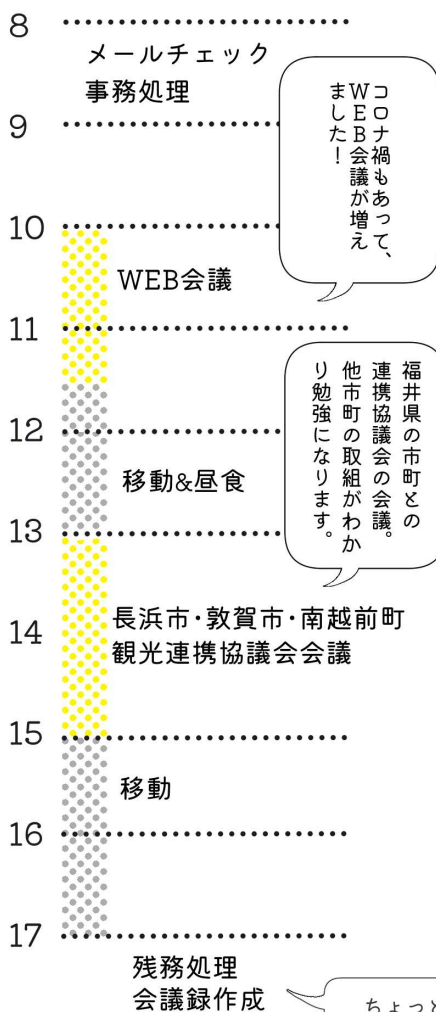 8
メールチェック
事務処理
9
コロナ禍もあって、
WEB会議が増え
ました！
10
WEB会議
11
福井県の市町との
連携協議会の会議。
他市町の取組がわか
り勉強になります。
12
移動&昼食
13
14
長浜市・敦賀市・南越前町
観光連携協議会会議
15
移動
16
17
残務処理
会議録作成
ちょっと